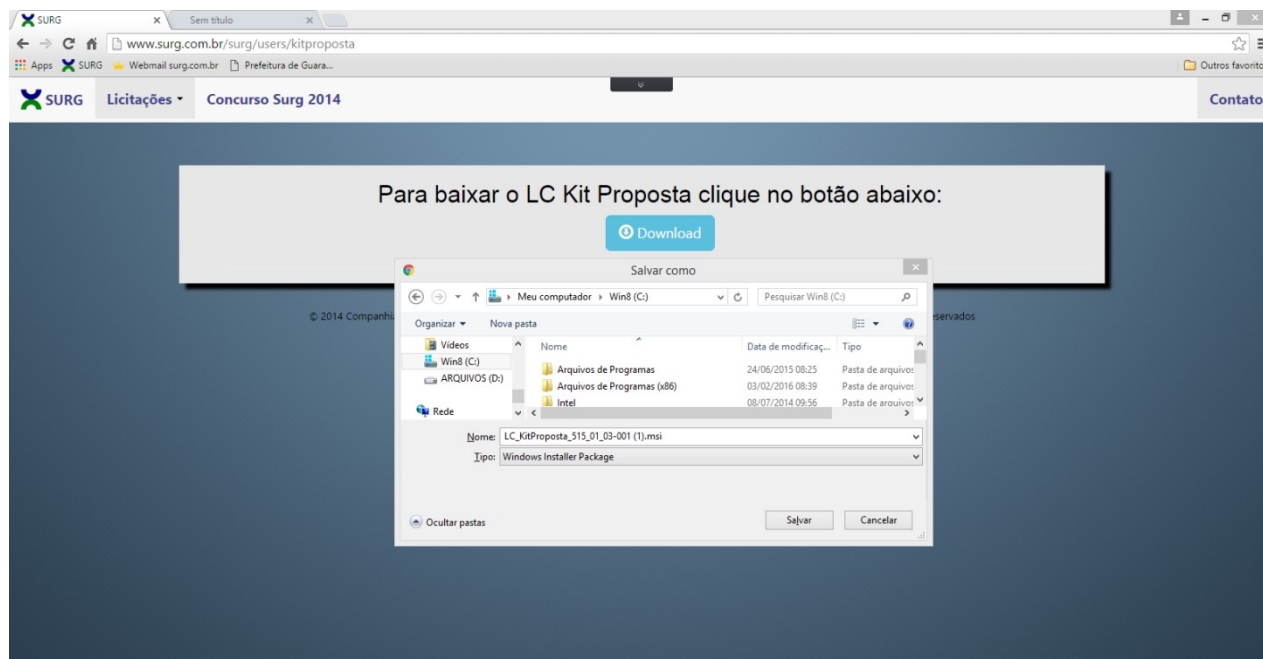 SURG
Sem título
www.surg.com.br/surg/users/kitproposta
Apps SURG Webmail surg.com.br Prefeitura de Guara... Outros favorito
SURG Licitações Concurso Surg 2014 Contato
Para baixar o LC Kit Proposta clique no botão abaixo:
Download
Salvar como
Meu computador Win8 (C:) Pesquisar Win8 (C:)
© 2014 Companhi
eservados
Organizar Nova pasta
Vídeos
Win8 (C:)
ARQUIVOS (D:)
Rede
Nome Data de modificaç... Tipo
Arquivos de Programas 24/06/2015 08:25 Pasta de arquivos
Arquivos de Programas (x86) 03/02/2016 08:39 Pasta de arquivos
Intel 08/07/2014 09:56 Pasta de arquivos
Nome: LC_KitProposta_515_01_03-001 (1).msi
Tipo: Windows Installer Package
Ocultar pastas Salvar Cancelar